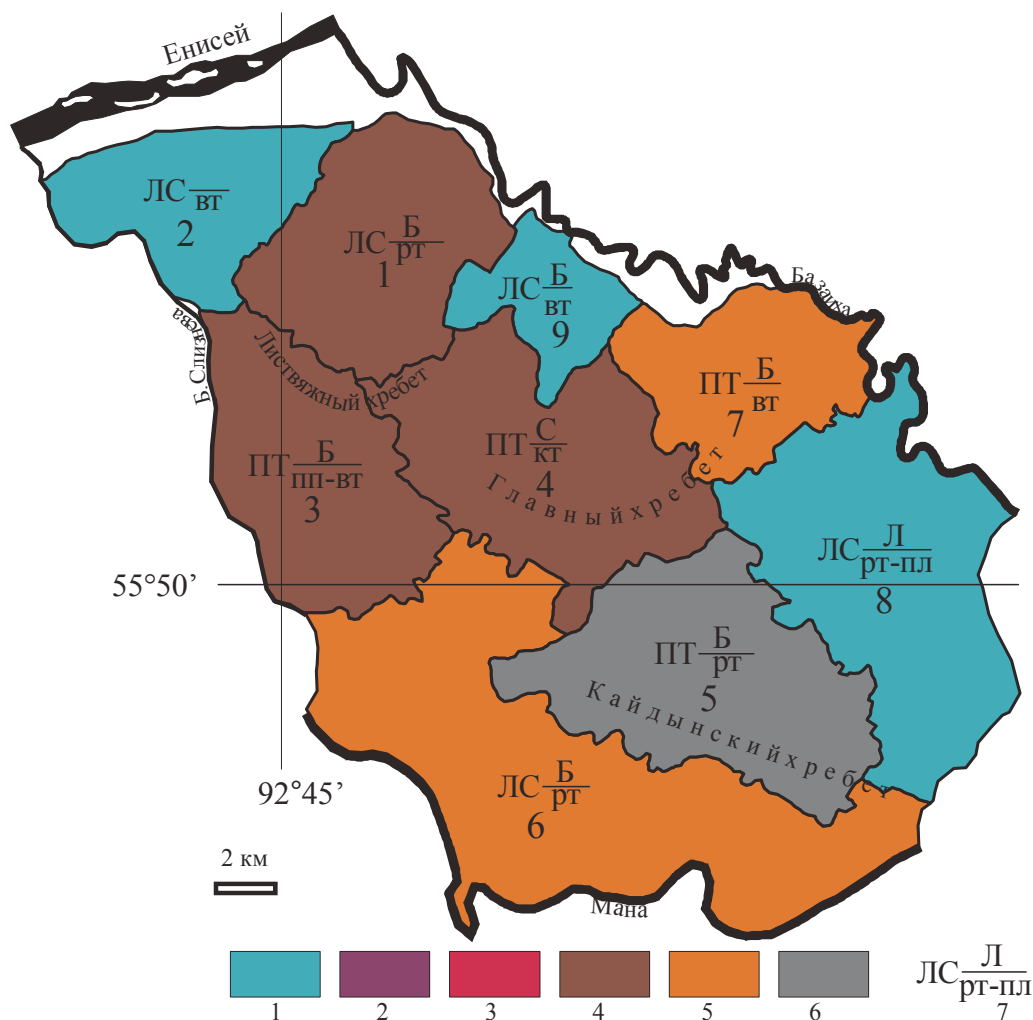 Енисей
ЛС вт
2
ЛС Б
рт
1
ЛС Б
вт
9
Базаиха
Б. Слизнева
Листвяжный хребет
ПТ Б
вт
7
ПТ Б
пп-вт
3
ПТ С
кт
4
Главный хребет
55°50’
ЛС Л
рт-пл
8
ПТ Б
рт
5
Кайдынский хребет
92°45’
ЛС Б
рт
6
2 км
Мана
1
2
3
4
5
6
ЛС Л
рт-пл
7